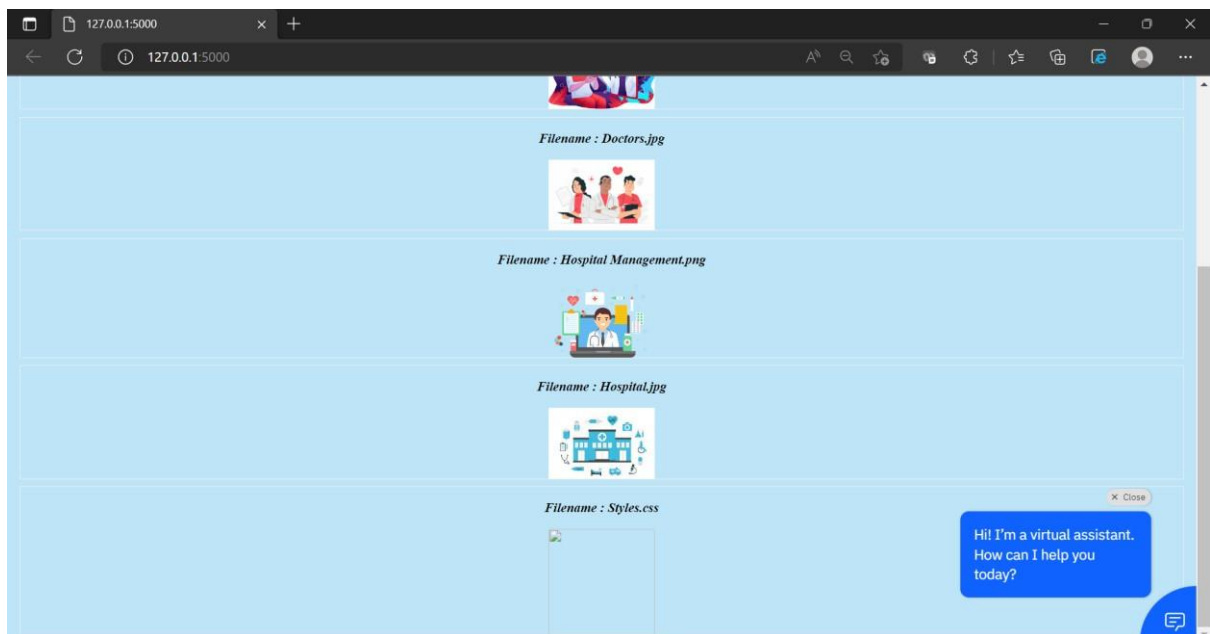 127.0.0.1:5000
127.0.0.1:5000
Filename : Doctors.jpg
Filename : Hospital Management.png
Filename : Hospital.jpg
Filename : Styles.css
× Close
Hi! I'm a virtual assistant.
How can I help you
today?